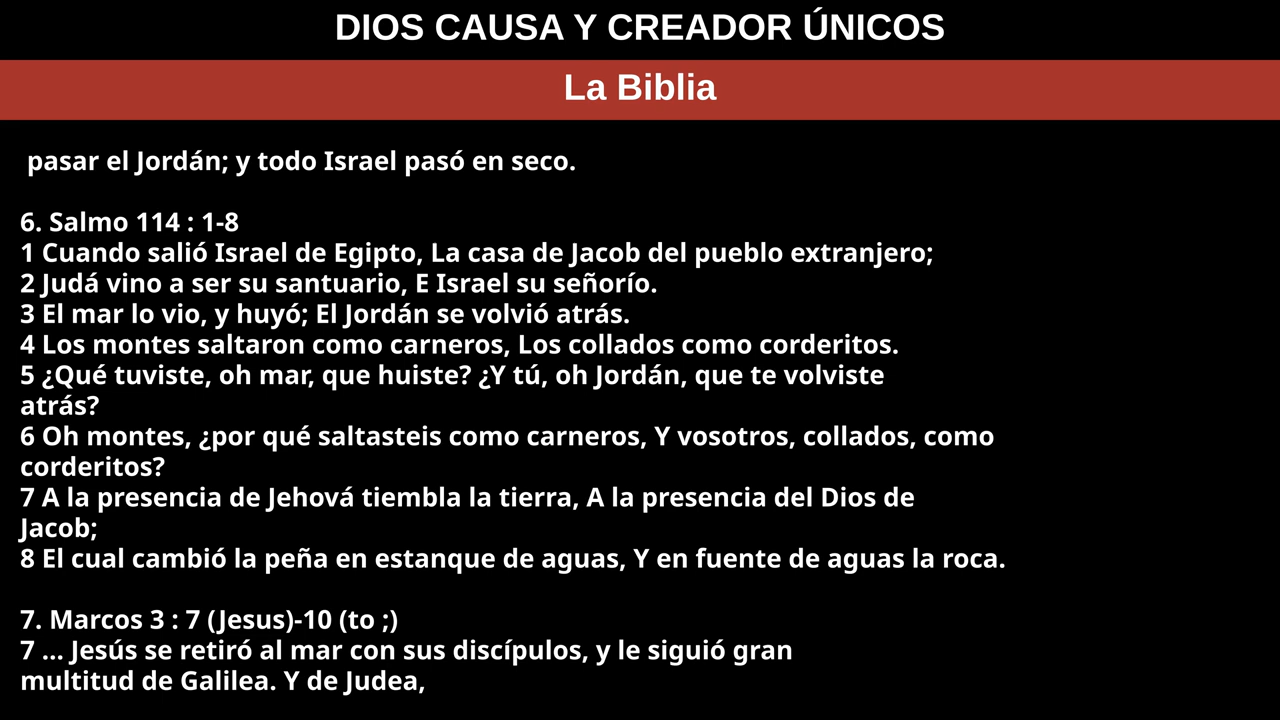 DIOS CAUSA Y CREADOR ÚNICOS
La Biblia
pasar el Jordán; y todo Israel pasó en seco.
6. Salmo 114 : 1-8
1 Cuando salió Israel de Egipto, La casa de Jacob del pueblo extranjero;
2 Judá vino a ser su santuario, E Israel su señorío.
3 El mar lo vio, y huyó; El Jordán se volvió atrás.
4 Los montes saltaron como carneros, Los collados como corderitos.
5 ¿Qué tuviste, oh mar, que huiste? ¿Y tú, oh Jordán, que te volviste
atrás?
6 Oh montes, ¿por qué saltasteis como carneros, Y vosotros, collados, como
corderitos?
7 A la presencia de Jehová tiembla la tierra, A la presencia del Dios de
Jacob;
8 El cual cambió la peña en estanque de aguas, Y en fuente de aguas la roca.
7. Marcos 3 : 7 (Jesus)-10 (to ;)
7 ... Jesús se retiró al mar con sus discípulos, y le siguió gran
multitud de Galilea. Y de Judea,